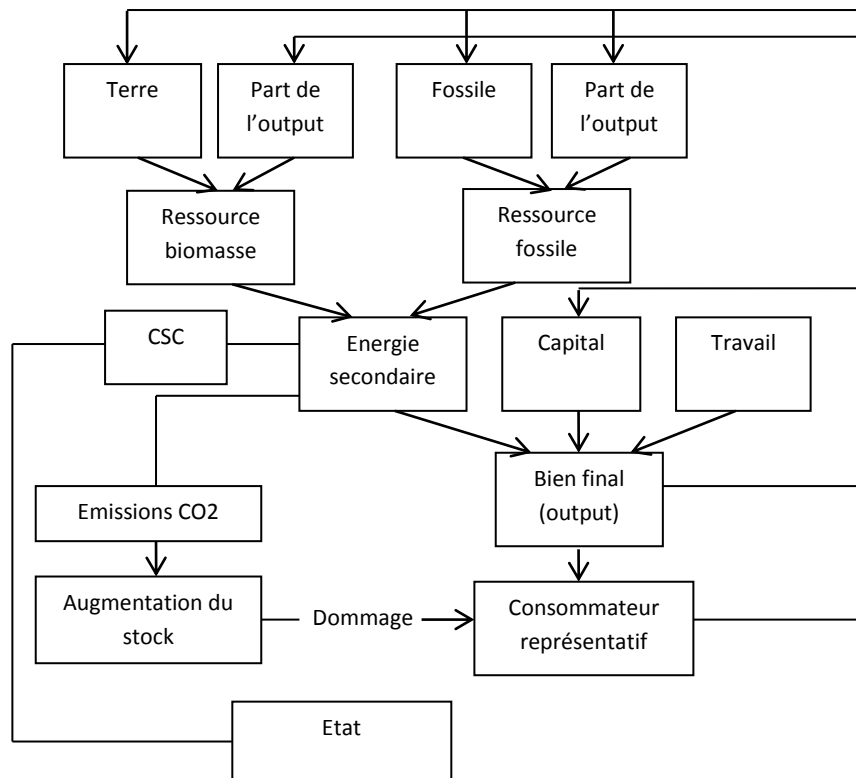 Terre
Part de
l’output
Fossile
Part de
l’output
Ressource
biomasse
Ressource
fossile
CSC
Energie
secondaire
Capital
Travail
Bien final
(output)
Emissions CO2
Augmentation du
stock
Dommage
Consommateur
représentatif
Etat